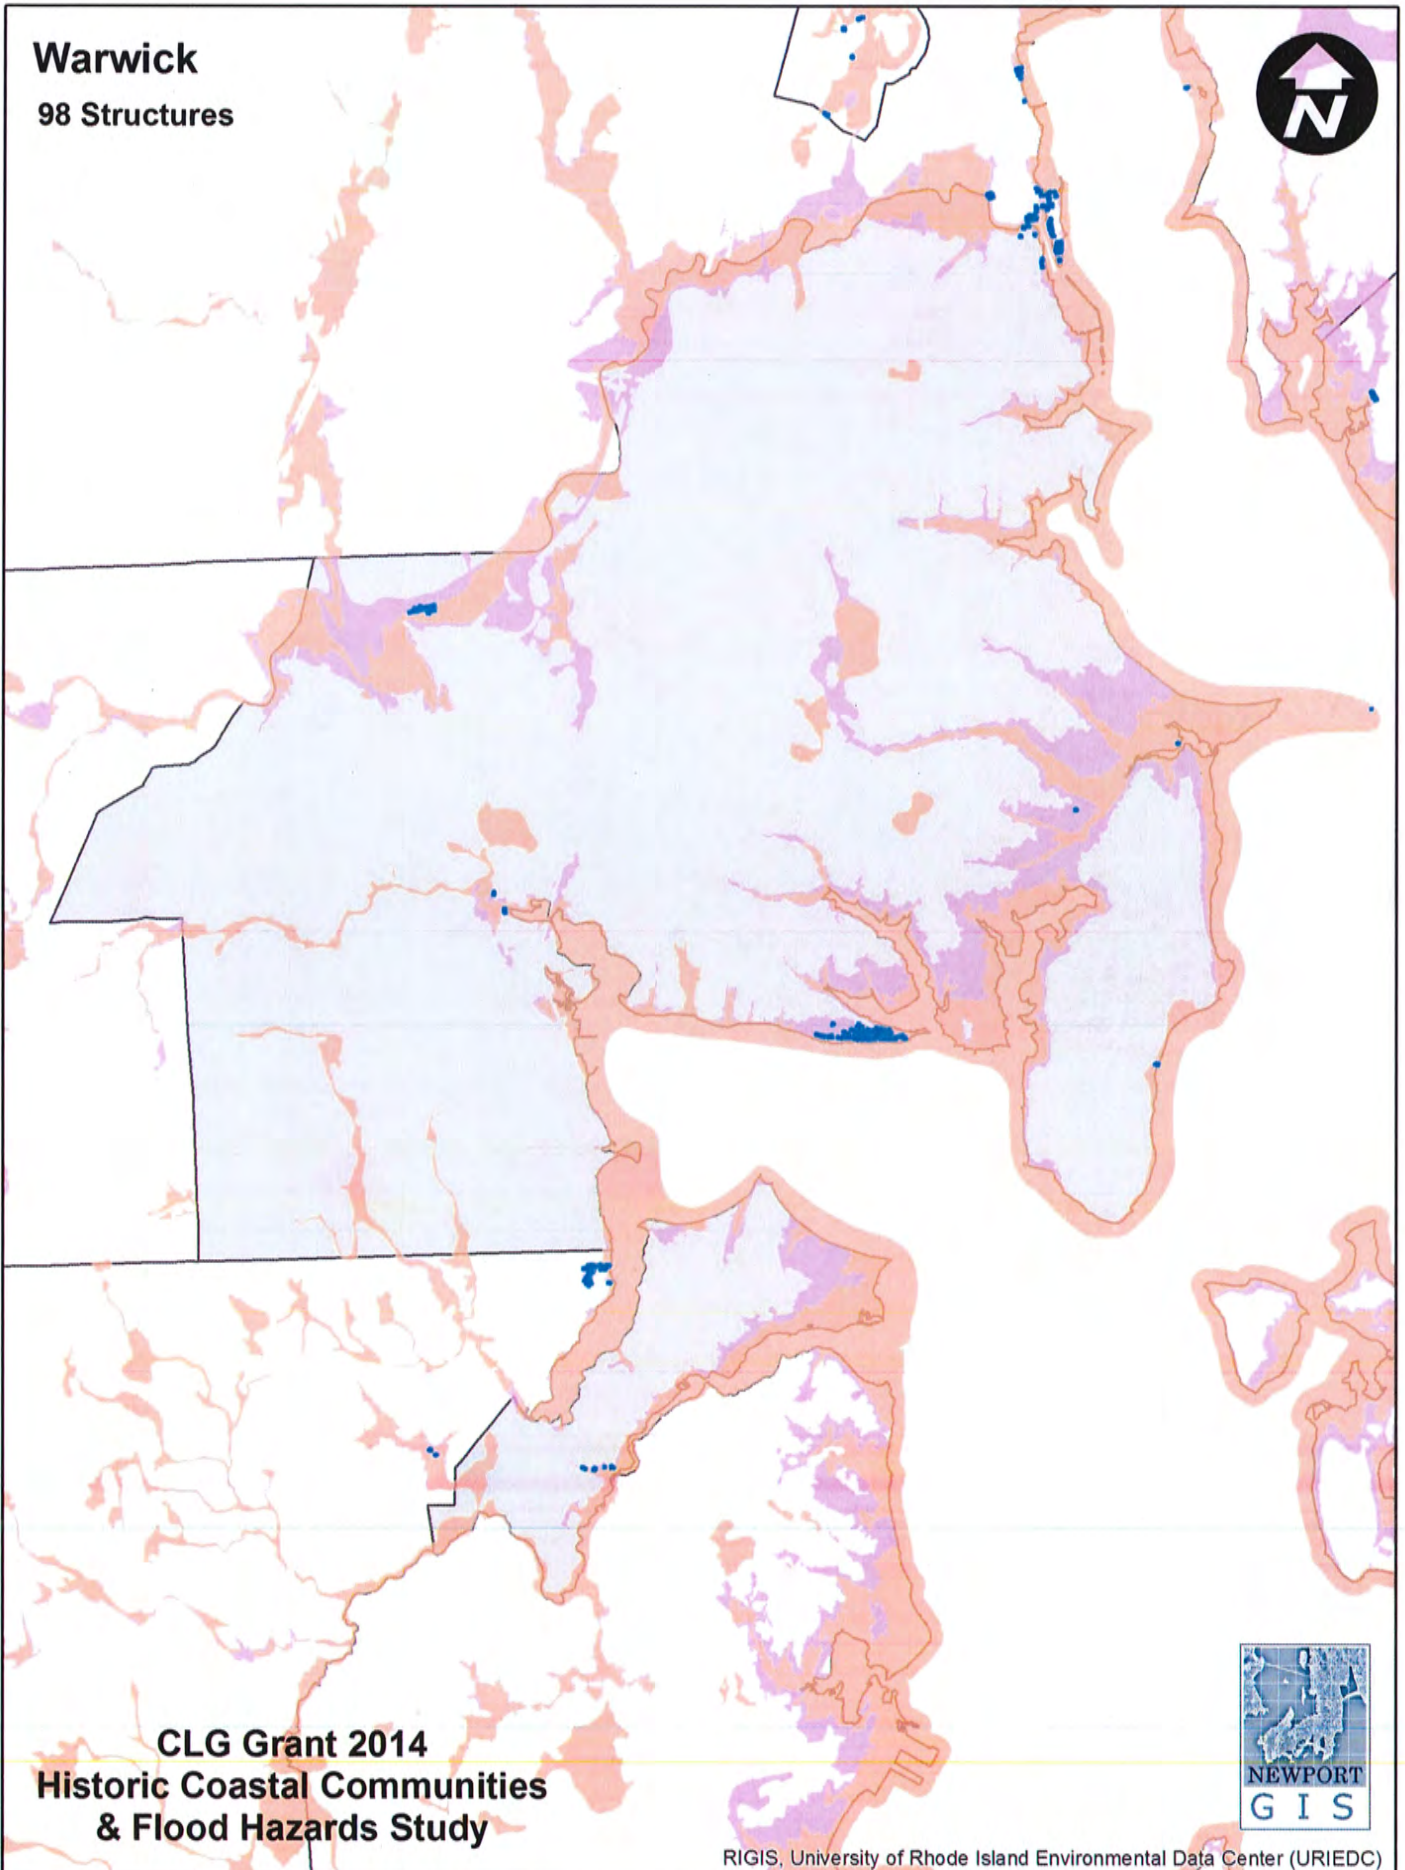 Warwick
98 Structures
N
CLG Grant 2014
Historic Coastal Communities
& Flood Hazards Study
NEWPORT
G I S
RIGIS, University of Rhode Island Environmental Data Center (URIEDC)